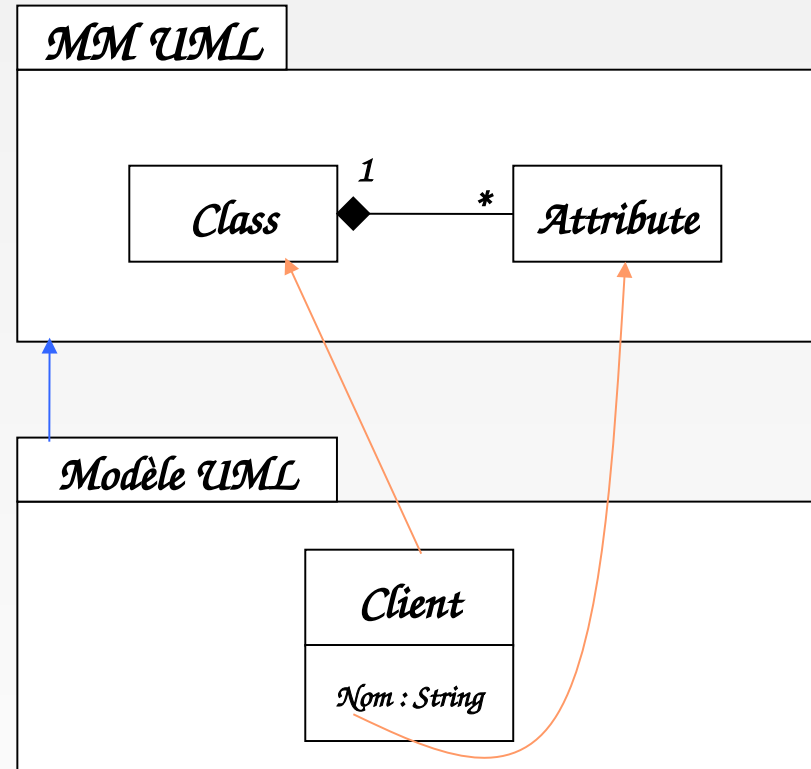 MM UML
1
*
Class
Attribute
Modèle UML
Client
Nom : String